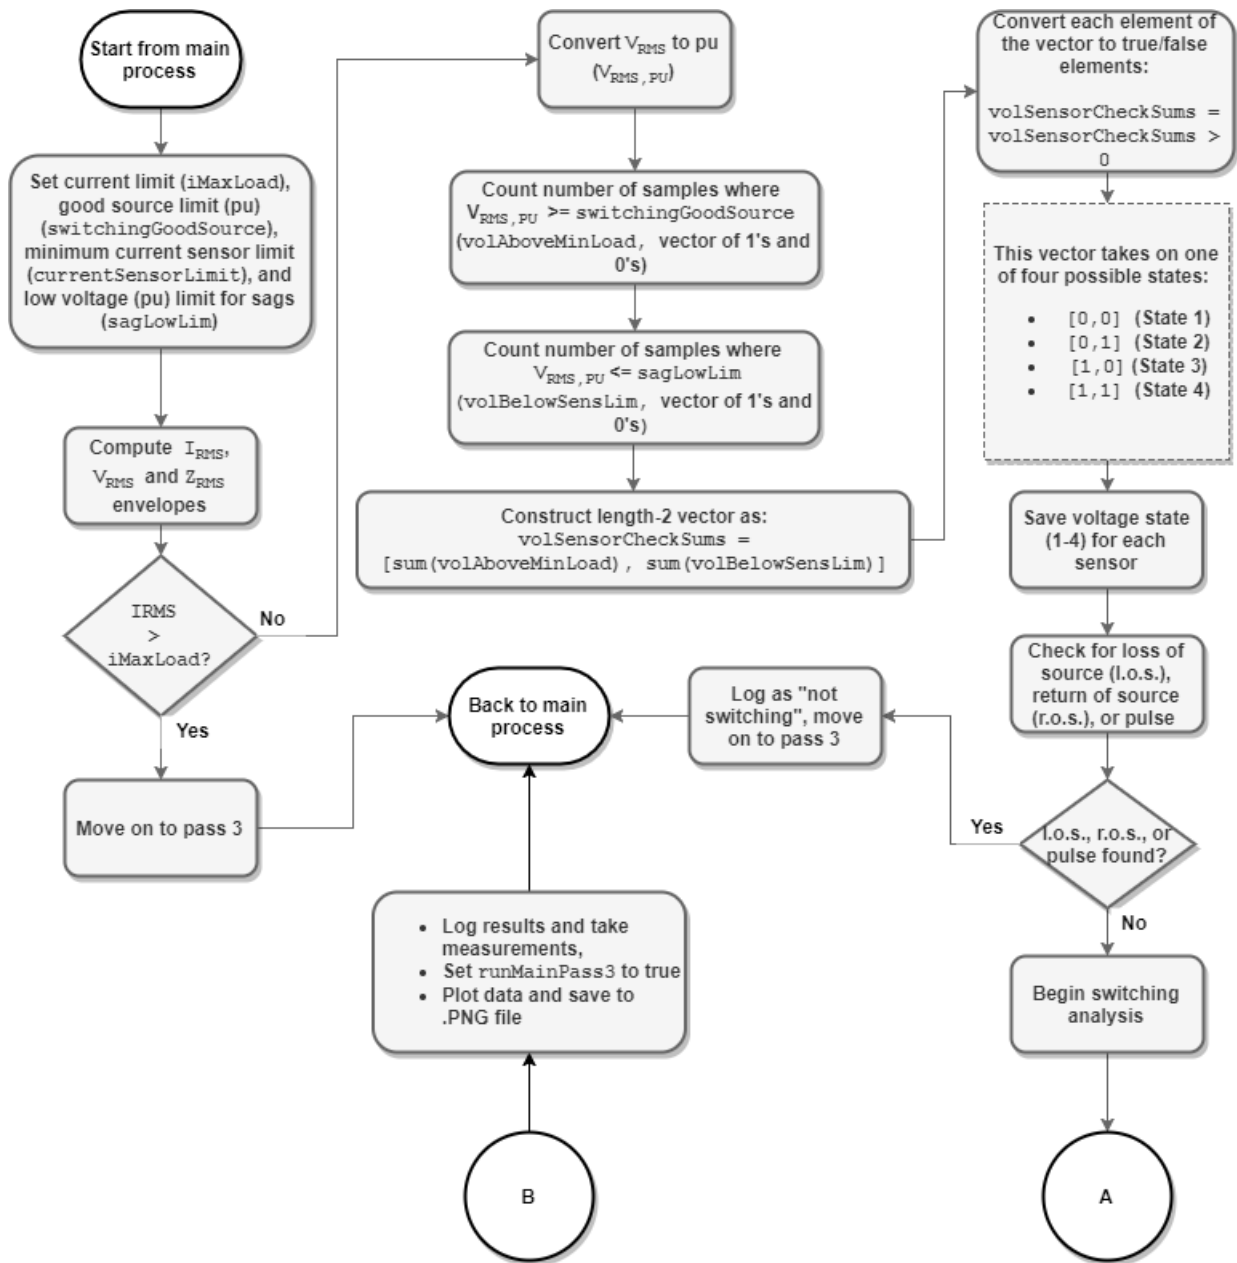 Start from main
process
Set current limit (iMaxLoad),
good source limit (pu)
(switchingGoodSource),
minimum current sensor limit
(currentSensorLimit), and
low voltage (pu) limit for sags
(sagLowLim)
Compute I_RMS,
V_RMS and Z_RMS
envelopes
IRMS
>
iMaxLoad?
No
Yes
Move on to pass 3
Convert V_RMS to pu
(V_RMS,PU)
Count number of samples where
V_RMS,PU >= switchingGoodSource
(volAboveMinLoad, vector of 1's and
0's)
Count number of samples where
V_RMS,PU <= sagLowLim
(volBelowSensLim, vector of 1's and
0's)
Construct length-2 vector as:
volSensorCheckSums =
[sum(volAboveMinLoad), sum(volBelowSensLim)]
Convert each element of
the vector to true/false
elements:
volSensorCheckSums =
volSensorCheckSums >
0
This vector takes on one
of four possible states:
• [0,0] (State 1)
• [0,1] (State 2)
• [1,0] (State 3)
• [1,1] (State 4)
Save voltage state
(1-4) for each
sensor
Check for loss of
source (l.o.s.),
return of source
(r.o.s.), or pulse
l.o.s., r.o.s., or
pulse found?
Yes
No
Log as "not
switching", move
on to pass 3
Back to main
process
Begin switching
analysis
A
• Log results and take
measurements,
• Set runMainPass3 to true
• Plot data and save to
.PNG file
B